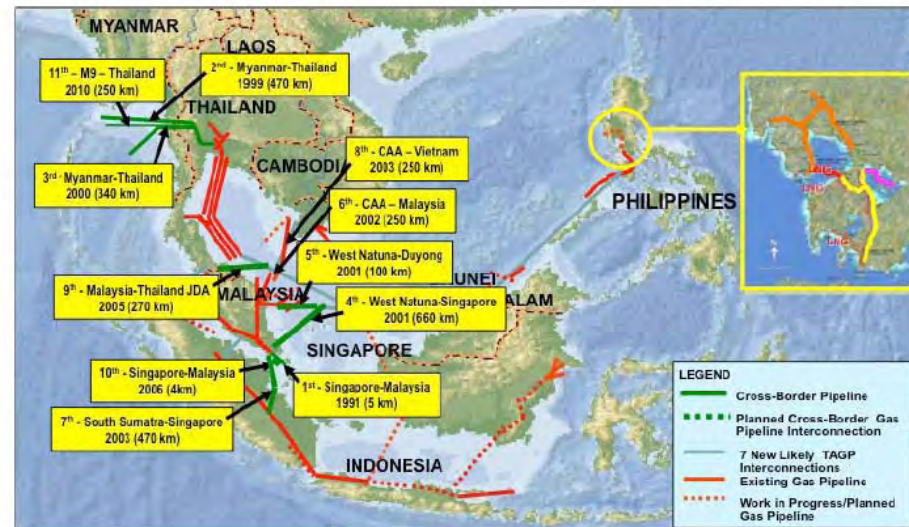 MYANMAR
LAOS
11th – M9 – Thailand
2010 (250 km)
2nd - Myanmar-Thailand
1999 (470 km)
THAILAND
3rd - Myanmar-Thailand
2000 (340 km)
CAMBODI
8th - CAA – Vietnam
2003 (250 km)
6th - CAA – Malaysia
2002 (250 km)
PHILIPPINES
5th - West Natuna-Duyong
2001 (100 km)
9th - Malaysia-Thailand JDA
2005 (270 km)
MALAYSIA
UNEI
ALAM
4th - West Natuna-Singapore
2001 (660 km)
SINGAPORE
10th - Singapore-Malaysia
2006 (4km)
1st - Singapore-Malaysia
1991 (5 km)
7th - South Sumatra-Singapore
2003 (470 km)
INDONESIA
LNG
LNG
LNG
LEGEND
Cross-Border Pipeline
Planned Cross-Border Gas
Pipeline Interconnection
7 New Likely TAGP
Interconnections
Existing Gas Pipeline
Work in Progress/Planned
Gas Pipeline